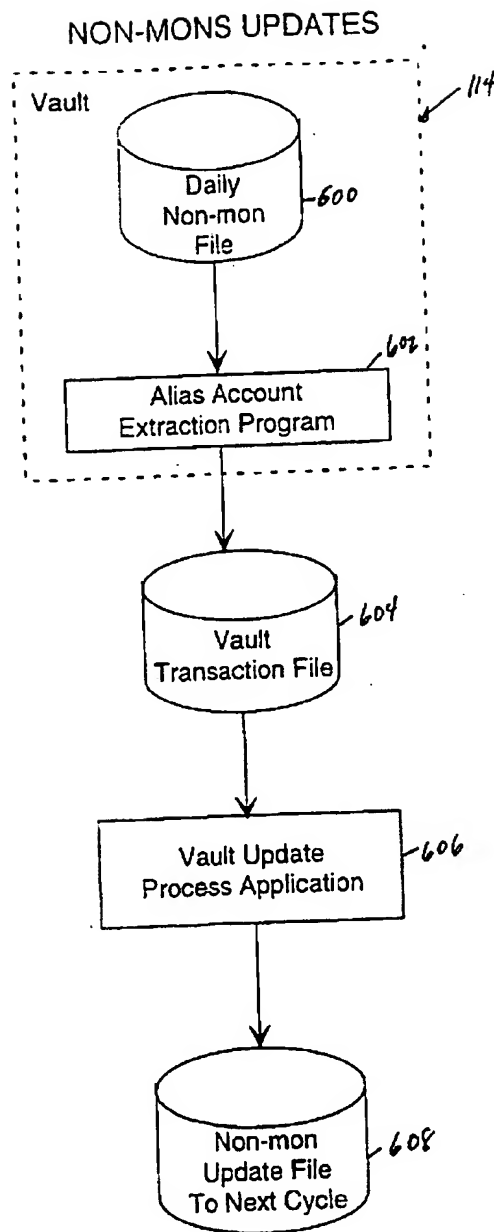 NON-MONS UPDATES
Vault
114
Daily
Non-mon
File
600
602
Alias Account
Extraction Program
Vault
Transaction File
604
Vault Update
Process Application
606
Non-mon
Update File
To Next Cycle
608